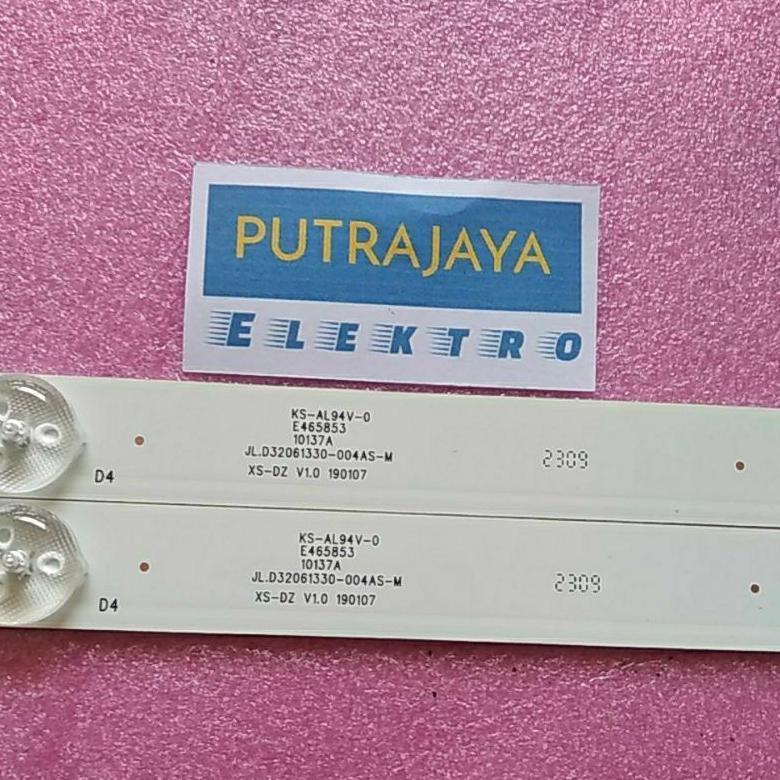 PUTRAJAYA
ELEKTRO
KS-AL94V-0
E465853
10137A
JL.D32061330-004AS-M
XS-DZ V1.0 190107
2309
D4
KS-AL94V-0
E465853
10137A
JL.D32061330-004AS-M
XS-DZ V1.0 190107
2309
D4